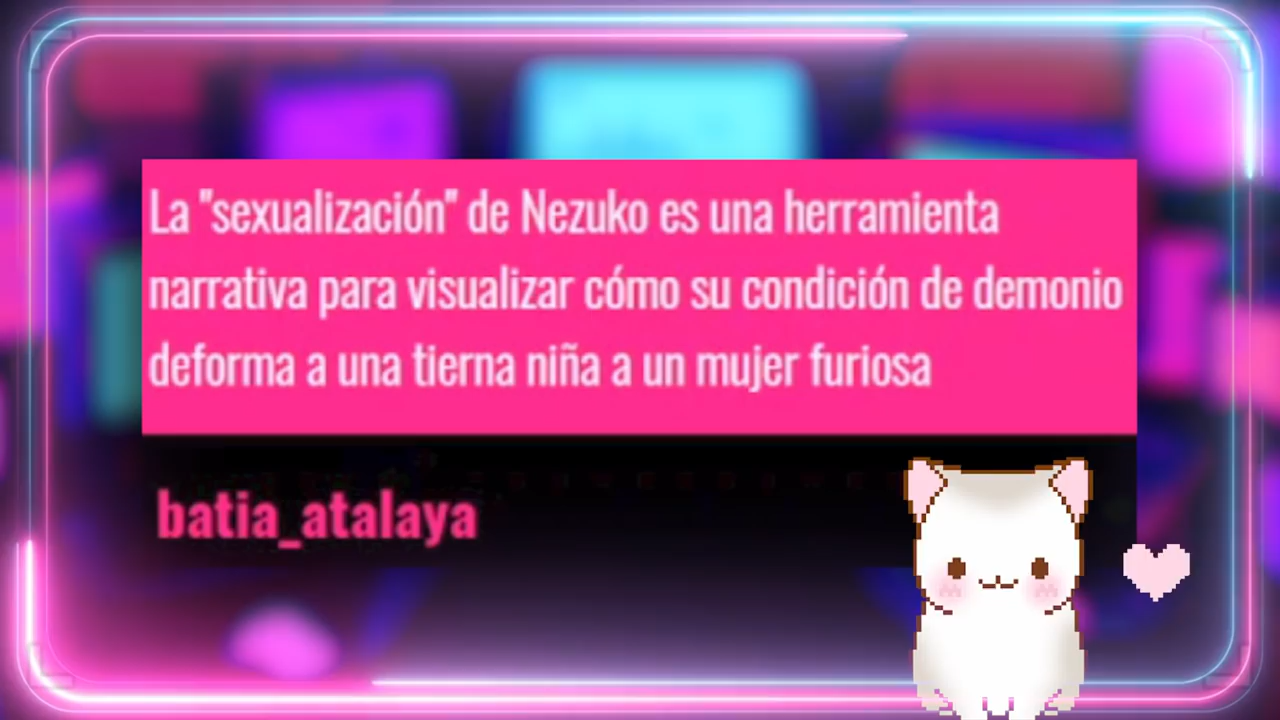 La "sexualización" de Nezuko es una herramienta
narrativa para visualizar cómo su condición de demonio
deforma a una tierna niña a un mujer furiosa
batia_atalaya